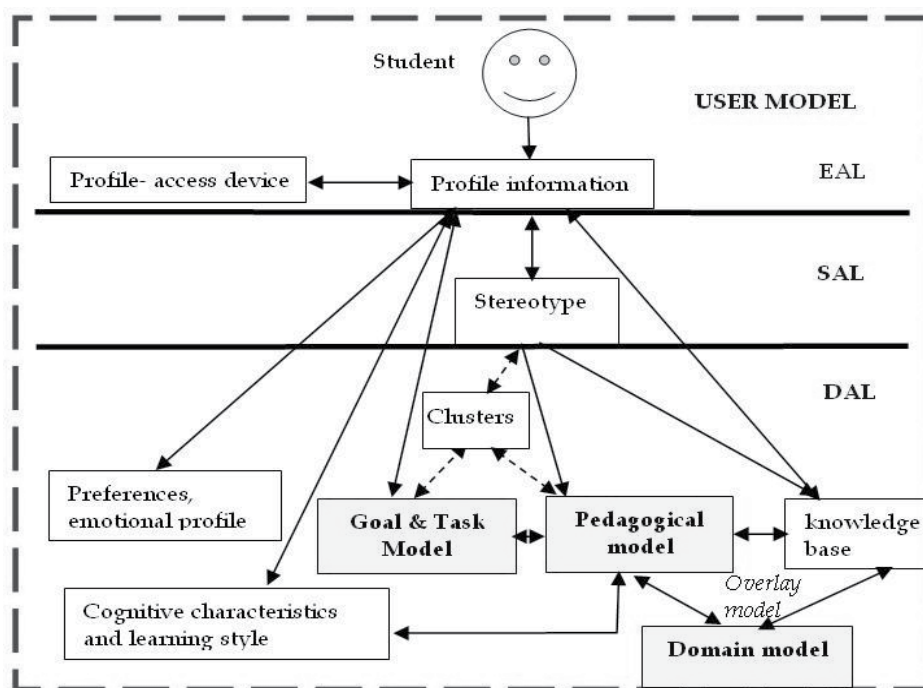 Student
USER MODEL
Profile- access device
Profile information
EAL
SAL
Stereotype
DAL
Clusters
Preferences,
emotional profile
Goal & Task
Model
Pedagogical
model
knowledge
base
Overlay
model
Cognitive characteristics
and learning style
Domain model